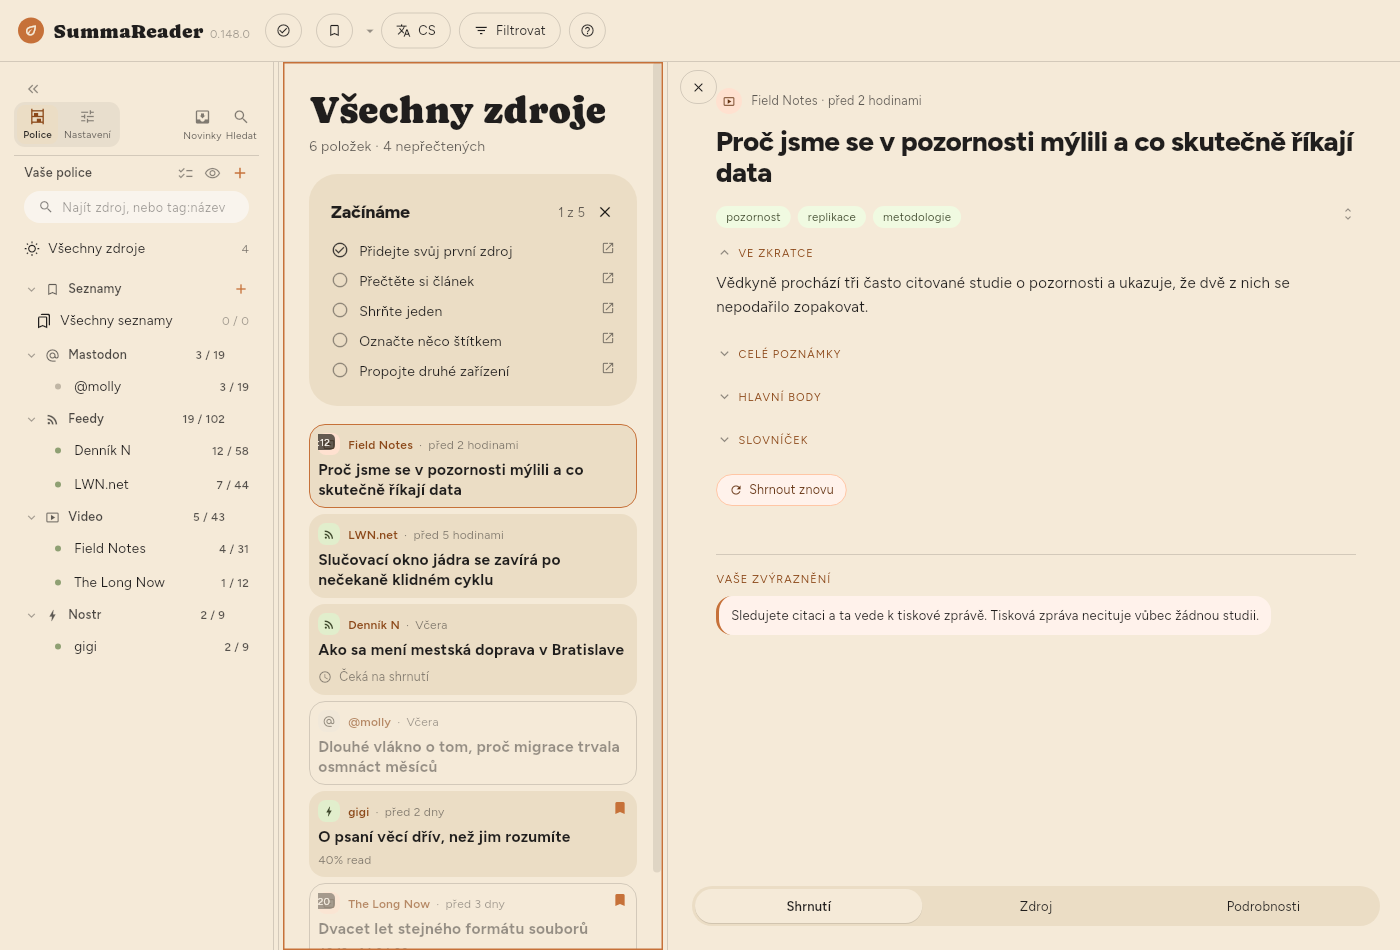 SummaReader 0.148.0
CS
Filtrovat
Police
Nastavení
Novinky
Hledat
Vaše police
Najít zdroj, nebo tag:název
Všechny zdroje 4
Seznamy
Všechny seznamy 0 / 0
Mastodon 3 / 19
@molly 3 / 19
Feedy 19 / 102
Denník N 12 / 58
LWN.net 7 / 44
Video 5 / 43
Field Notes 4 / 31
The Long Now 1 / 12
Nostr 2 / 9
gigi 2 / 9
Všechny zdroje
6 položek · 4 nepřečtených
Začínáme 1 z 5
Přidejte svůj první zdroj
Přečtěte si článek
Shrňte jeden
Označte něco štítkem
Propojte druhé zařízení
:12 Field Notes · před 2 hodinami
Proč jsme se v pozornosti mýlili a co
skutečně říkají data
LWN.net · před 5 hodinami
Slučovací okno jádra se zavírá po
nečekaně klidném cyklu
Denník N · Včera
Ako sa mení mestská doprava v Bratislave
Čeká na shrnutí
@molly · Včera
Dlouhé vlákno o tom, proč migrace trvala
osmnáct měsíců
gigi · před 2 dny
O psaní věcí dřív, než jim rozumíte
40% read
20 The Long Now · před 3 dny
Dvacet let stejného formátu souborů
Field Notes · před 2 hodinami
Proč jsme se v pozornosti mýlili a co skutečně říkají
data
pozornost
replikace
metodologie
VE ZKRATCE
Vědkyně prochází tři často citované studie o pozornosti a ukazuje, že dvě z nich se
nepodařilo zopakovat.
CELÉ POZNÁMKY
HLAVNÍ BODY
SLOVNÍČEK
Shrnout znovu
VAŠE ZVÝRAZNĚNÍ
Sledujete citaci a ta vede k tiskové zprávě. Tisková zpráva necituje vůbec žádnou studii.
Shrnutí
Zdroj
Podrobnosti